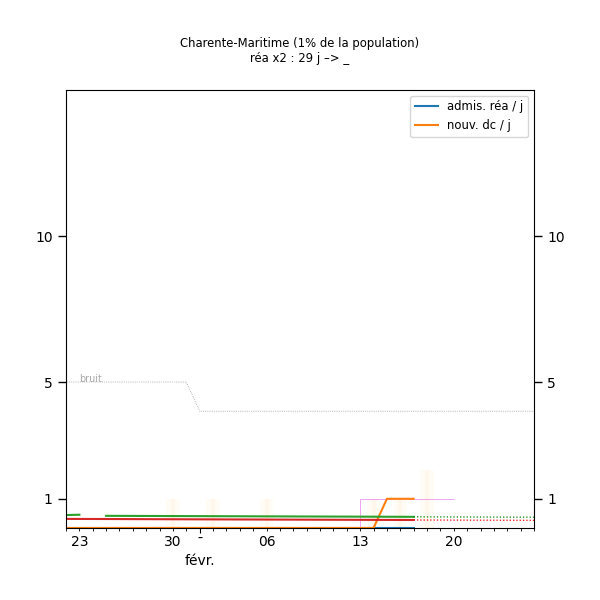 Charente-Maritime (1% de la population)
réa x2 : 29 j –> _
admis. réa / j
nouv. dc / j
10 10
bruit
5 5
1 1
23 30 - 06 13 20
févr.